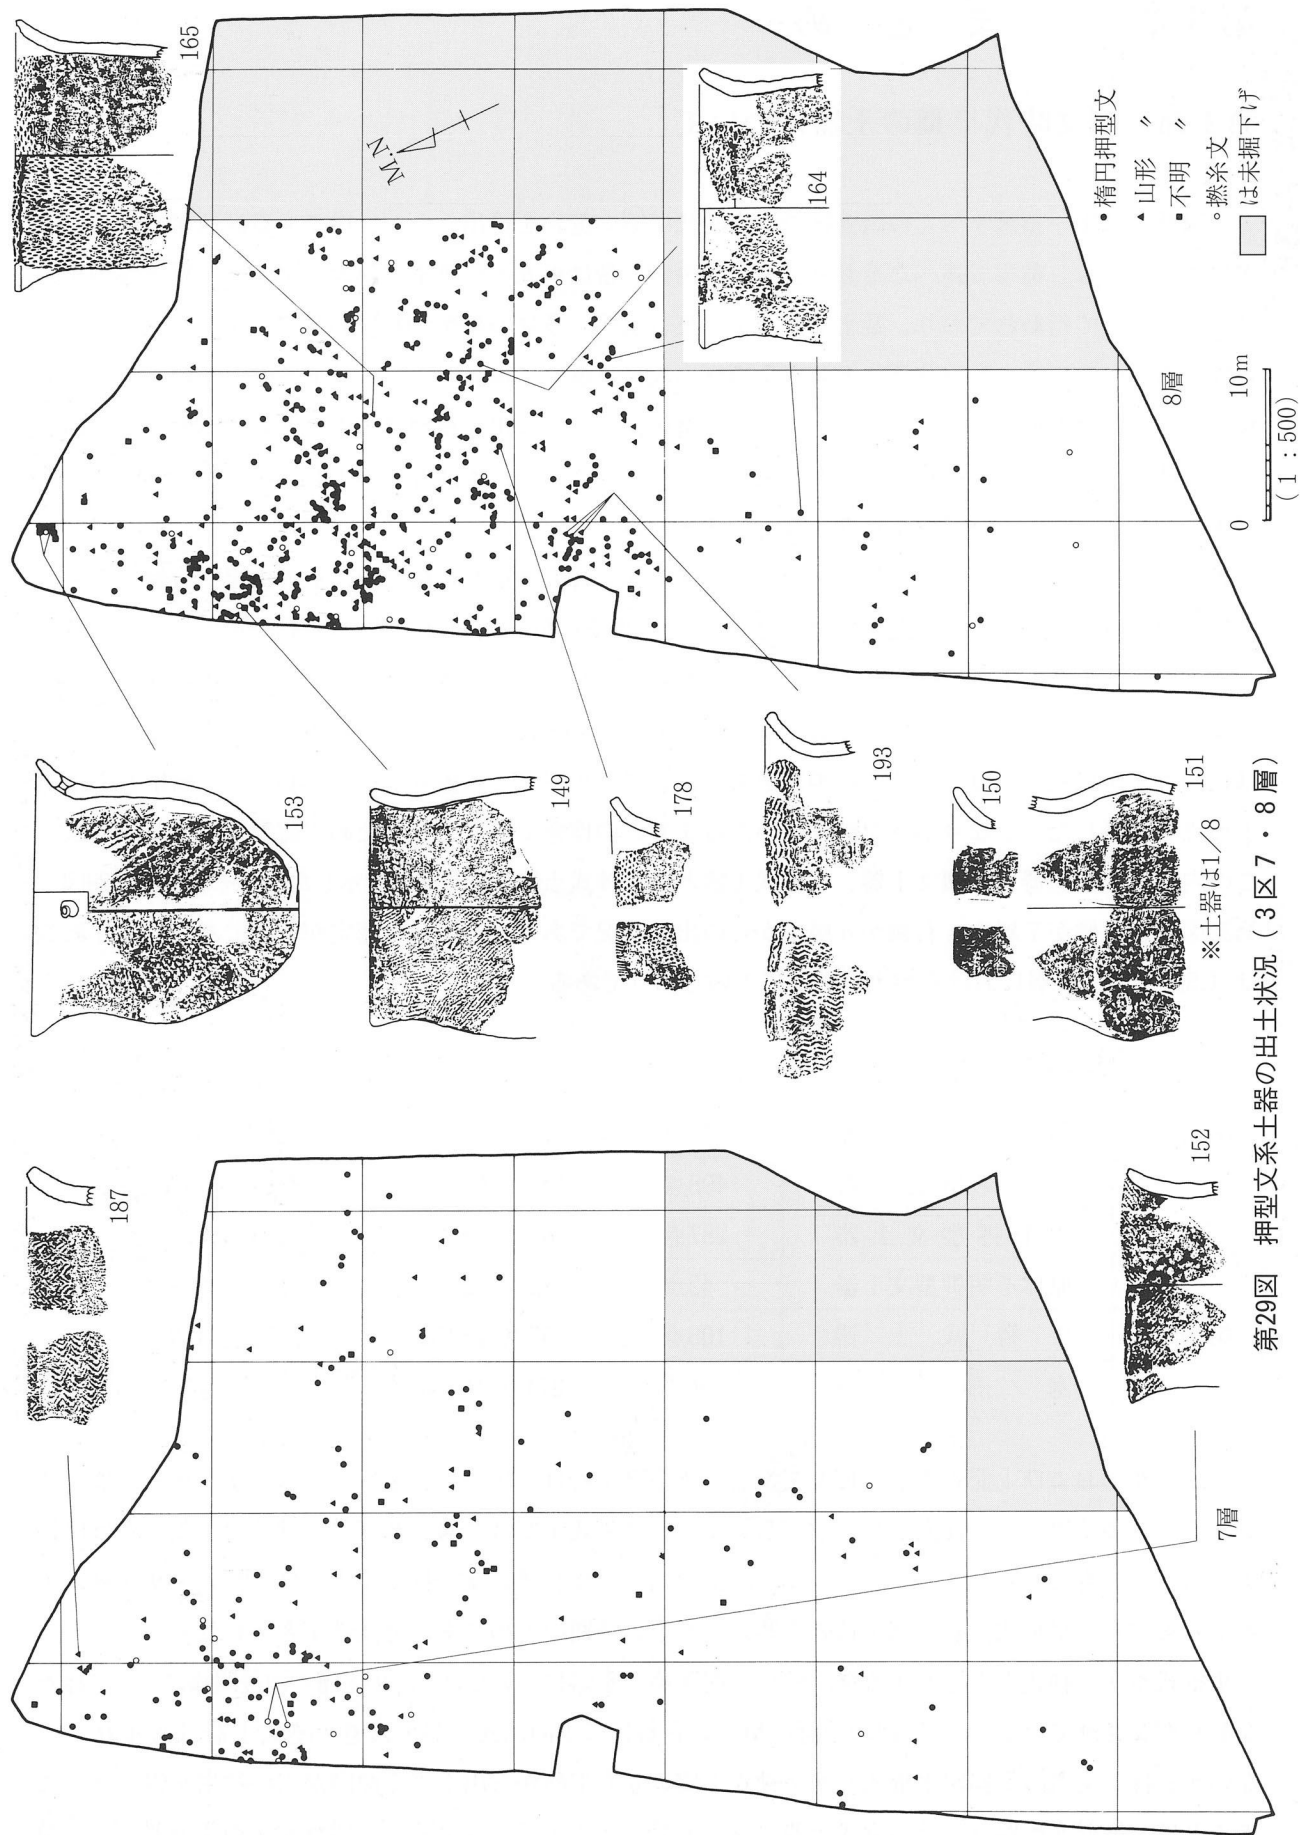 187
7層
152
153
149
178
193
150
151
※土器は1/8
165
M.N
164
8層
●楕円押型文
▲山形 〃
■不明 〃
○撚糸文
は未掘下げ
0 10m
(1 : 500)
第29図 押型文系土器の出土状況(3区7・8層)